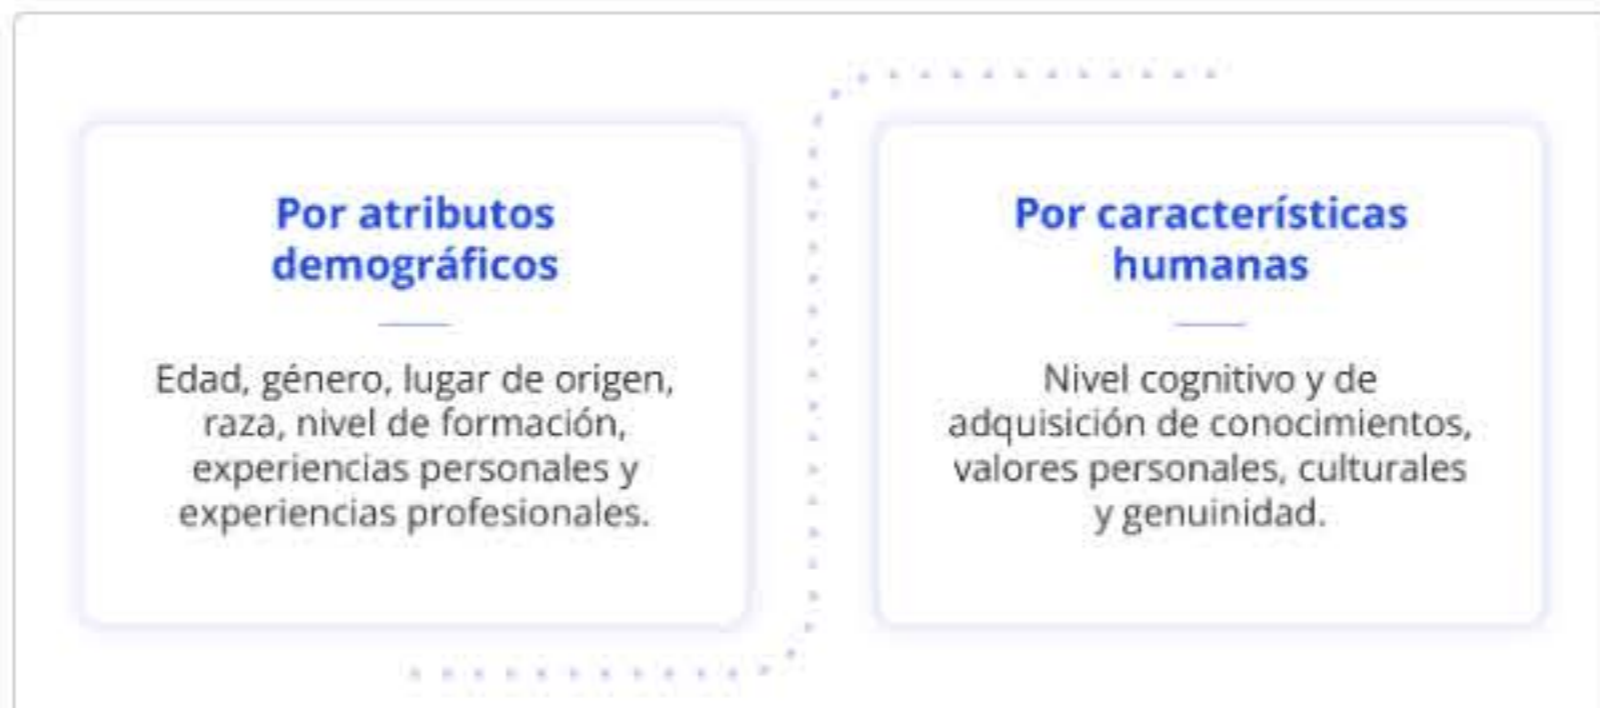 Por atributos
demográficos
Edad, género, lugar de origen,
raza, nivel de formación,
experiencias personales y
experiencias profesionales.
Por características
humanas
Nivel cognitivo y de
adquisición de conocimientos,
valores personales, culturales
y genuinidad.